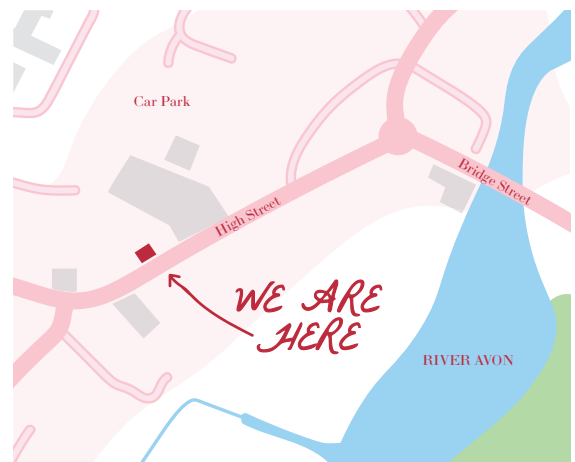 Car Park
Bridge Street
High Street
WE ARE
HERE
RIVER AVON